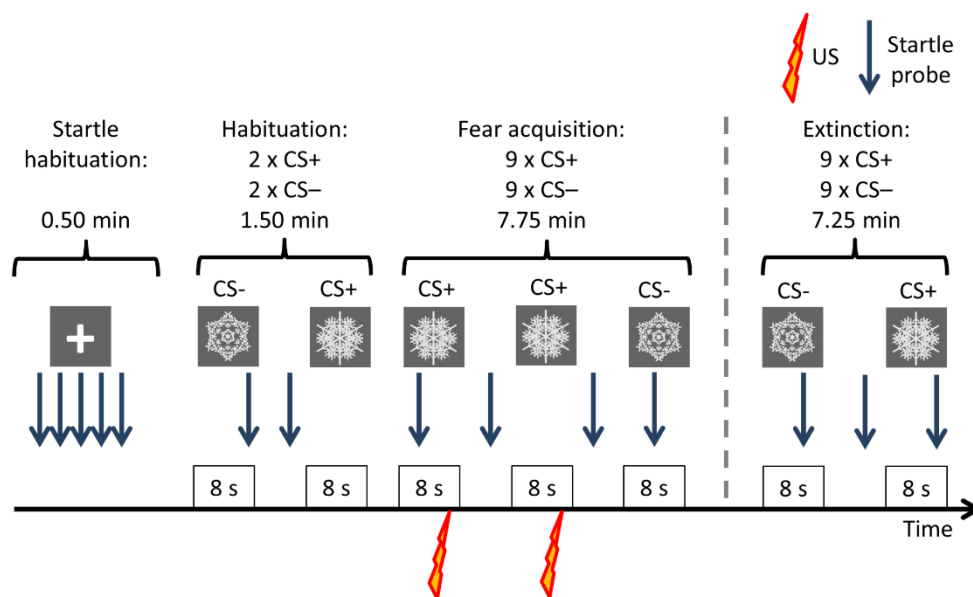 US
Startle
probe
Startle
habituation:
0.50 min
Habituation:
2 x CS+
2 x CS–
1.50 min
Fear acquisition:
9 x CS+
9 x CS–
7.75 min
Extinction:
9 x CS+
9 x CS–
7.25 min
CS-
CS+
CS+
CS+
CS-
CS-
CS+
8 s
8 s
8 s
8 s
8 s
8 s
8 s
Time